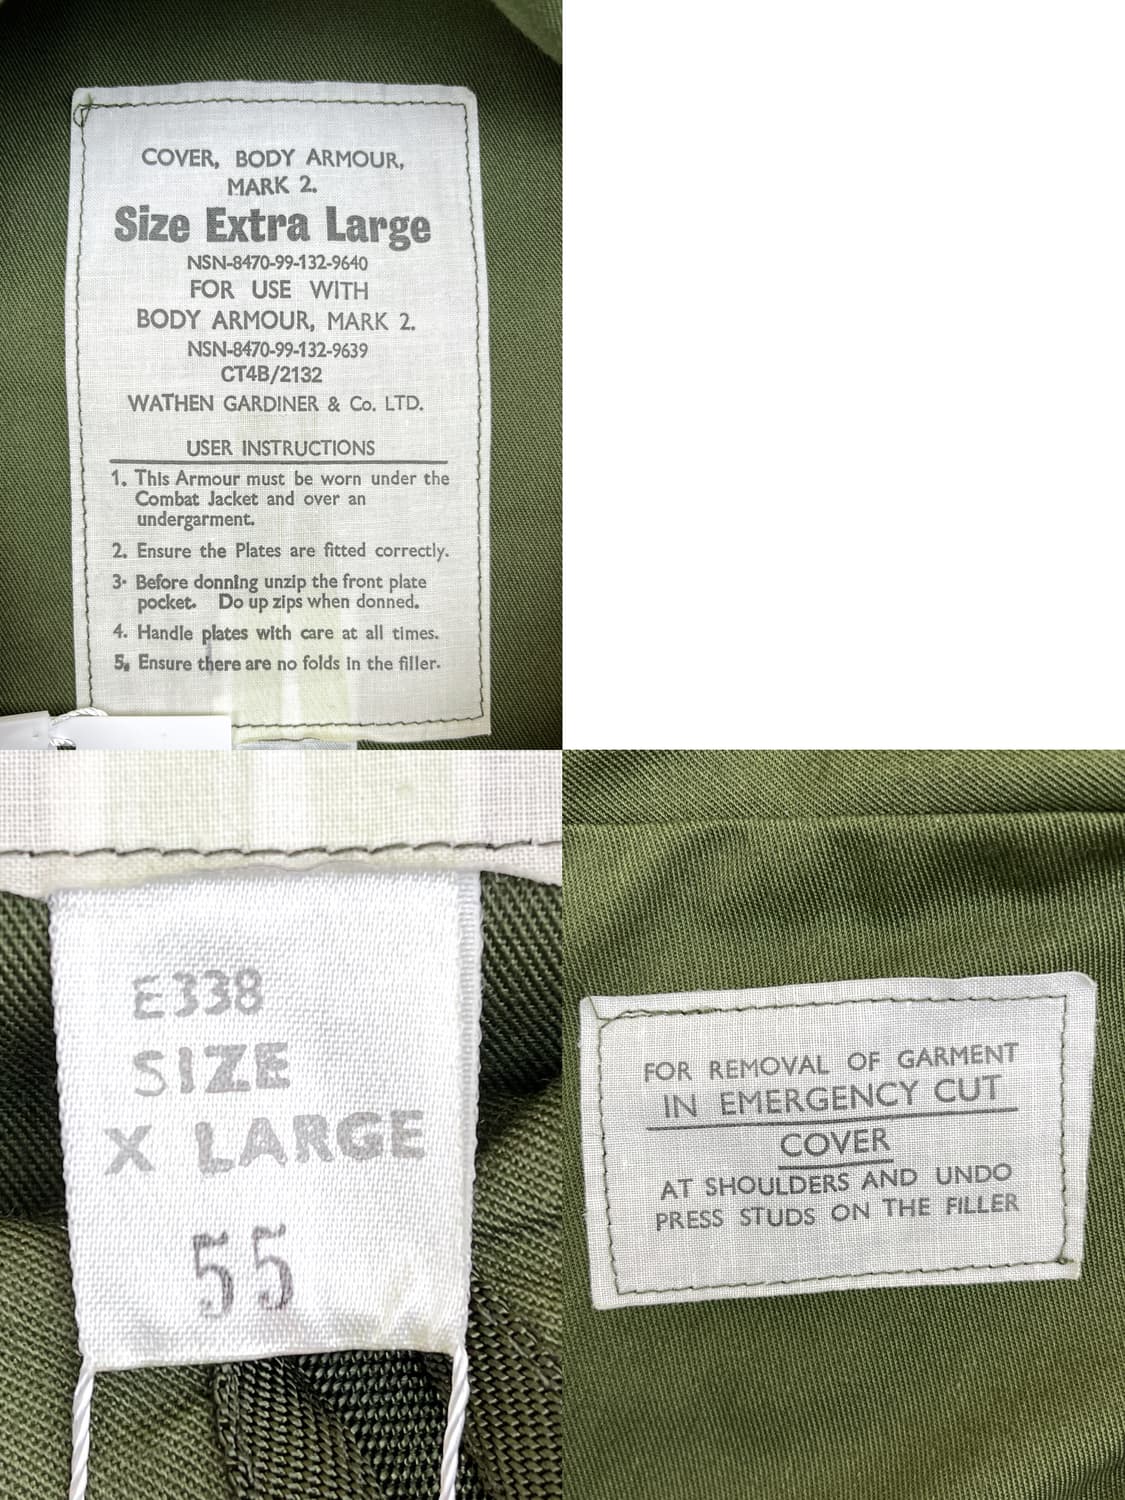 COVER, BODY ARMOUR,
MARK 2.
Size Extra Large
NSN-8470-99-132-9640
FOR USE WITH
BODY ARMOUR, MARK 2.
NSN-8470-99-132-9639
CT4B/2132
WATHEN GARDINER & Co. LTD.
USER INSTRUCTIONS
1. This Armour must be worn under the
Combat Jacket and over an
undergarment.
2. Ensure the Plates are fitted correctly.
3. Before donning unzip the front plate
pocket. Do up zips when donned.
4. Handle plates with care at all times.
5. Ensure there are no folds in the filler.
E338
SIZE
X LARGE
55
FOR REMOVAL OF GARMENT
IN EMERGENCY CUT
COVER
AT SHOULDERS AND UNDO
PRESS STUDS ON THE FILLER